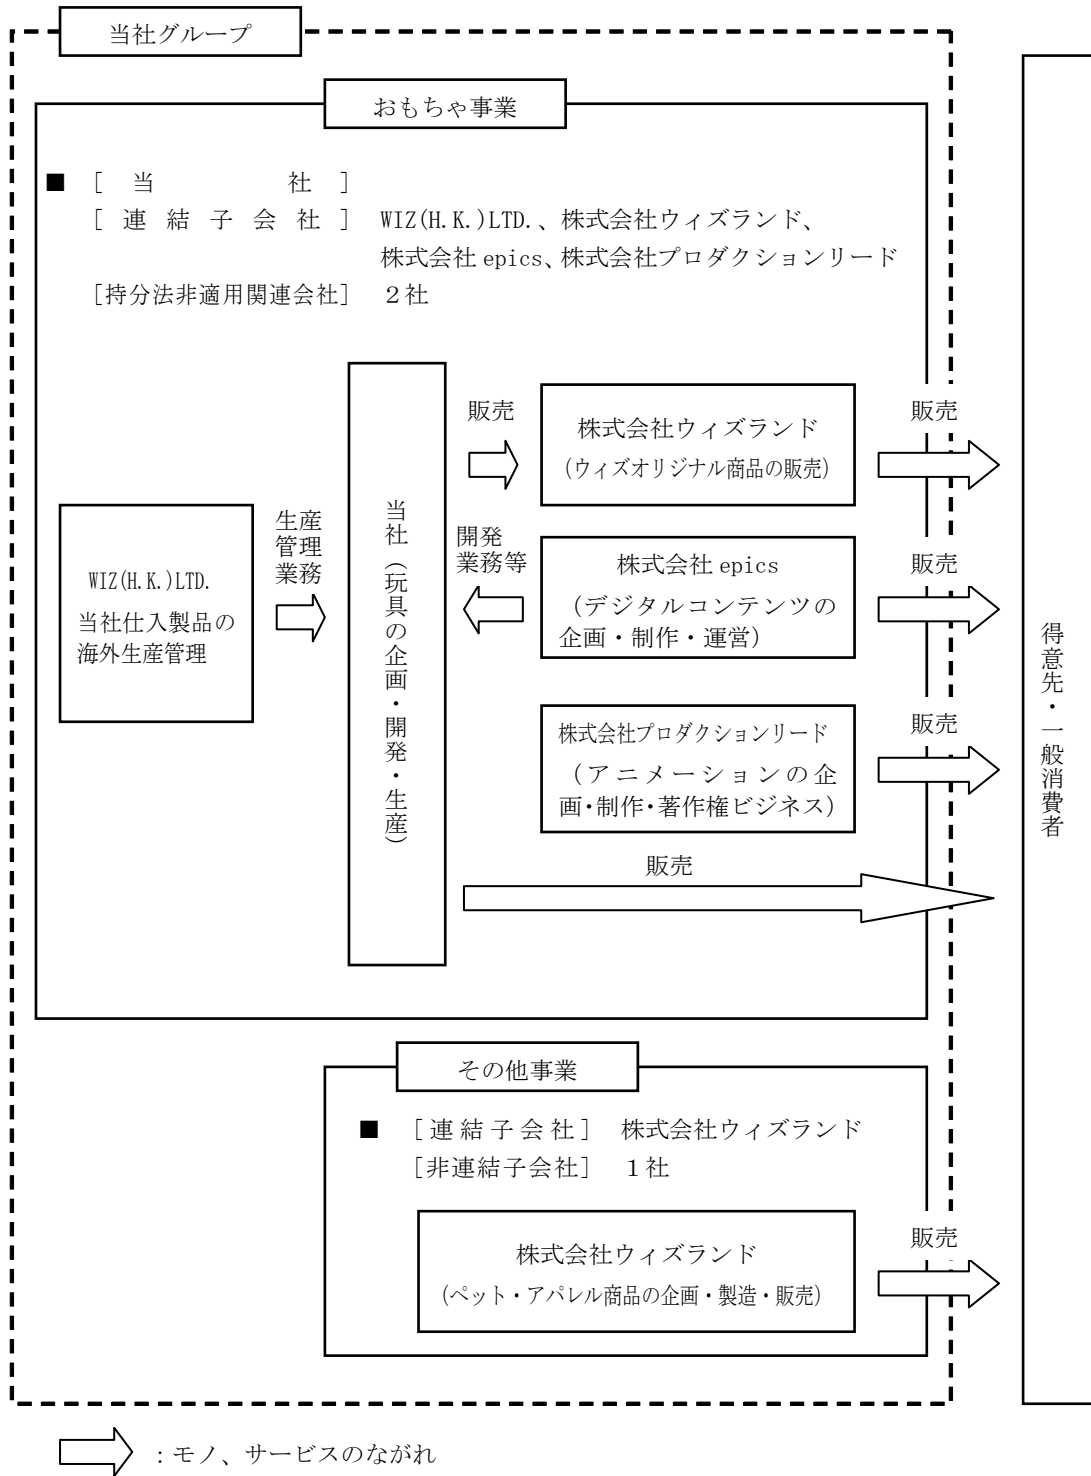 当社グループ
おもちゃ事業
■ [ 当 社 ]
[ 連 結 子 会 社 ] WIZ(H.K.)LTD.、株式会社ウィズランド、
株式会社 epics、株式会社プロダクションリード
[持分法非適用関連会社] 2社
WIZ(H.K.)LTD.
当社仕入製品の
海外生産管理
生産
管理
業務
当社(玩具の企画・開発・生産)
販売
株式会社ウィズランド
(ウィズオリジナル商品の販売)
販売
開発
業務等
株式会社 epics
(デジタルコンテンツの
企画・制作・運営)
販売
株式会社プロダクションリード
(アニメーションの企
画・制作・著作権ビジネス)
販売
販売
得意先・一般消費者
その他事業
■ [連結子会社] 株式会社ウィズランド
[非連結子会社] 1社
株式会社ウィズランド
(ペット・アパレル商品の企画・製造・販売)
販売
:モノ、サービスのながれ